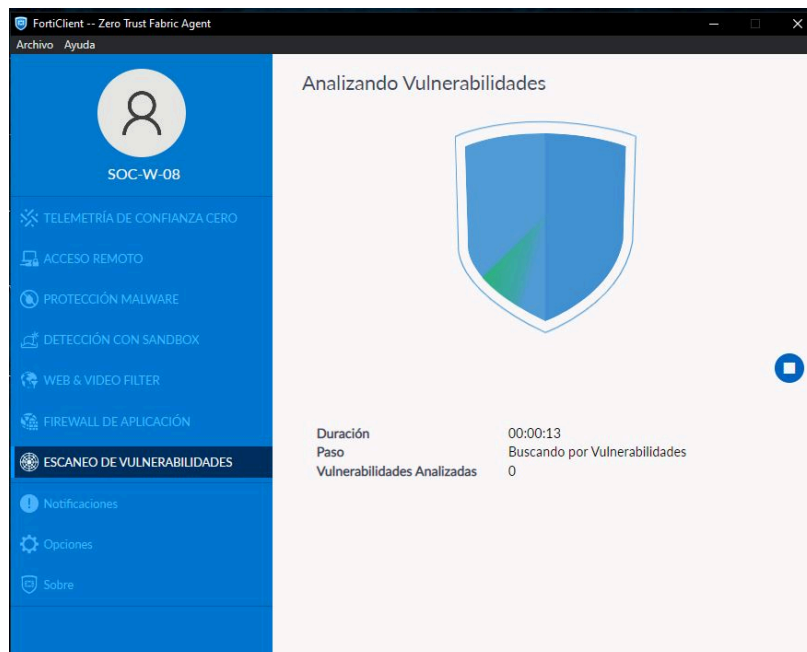 FortiClient -- Zero Trust Fabric Agent
Archivo Ayuda
SOC-W-08
TELEMETRÍA DE CONFIANZA CERO
ACCESO REMOTO
PROTECCIÓN MALWARE
DETECCIÓN CON SANDBOX
WEB & VIDEO FILTER
FIREWALL DE APLICACIÓN
ESCANEO DE VULNERABILIDADES
Notificaciones
Opciones
Sobre
Analizando Vulnerabilidades
Duración 00:00:13
Paso Buscando por Vulnerabilidades
Vulnerabilidades Analizadas 0